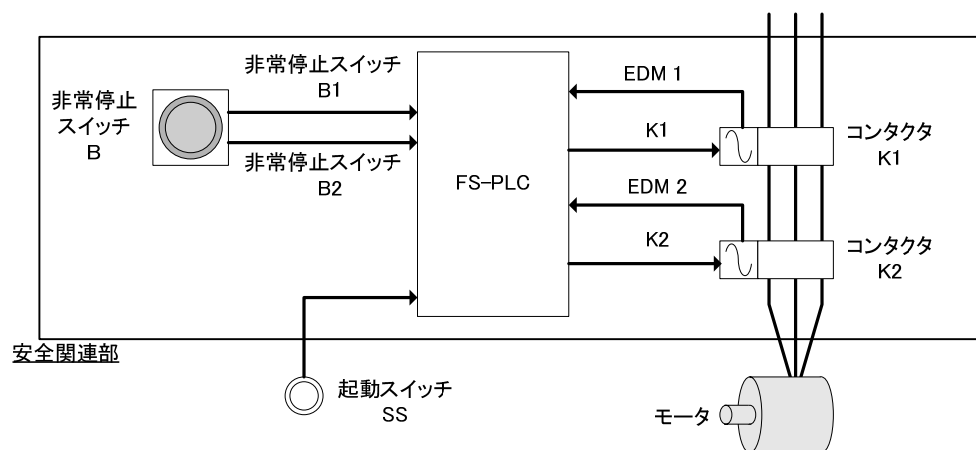 非常停止スイッチ
B1
非常停止
スイッチ
B
非常停止スイッチ
B2
FS-PLC
EDM 1
K1
コンタクタ
K1
EDM 2
K2
コンタクタ
K2
安全関連部
起動スイッチ
SS
モータ